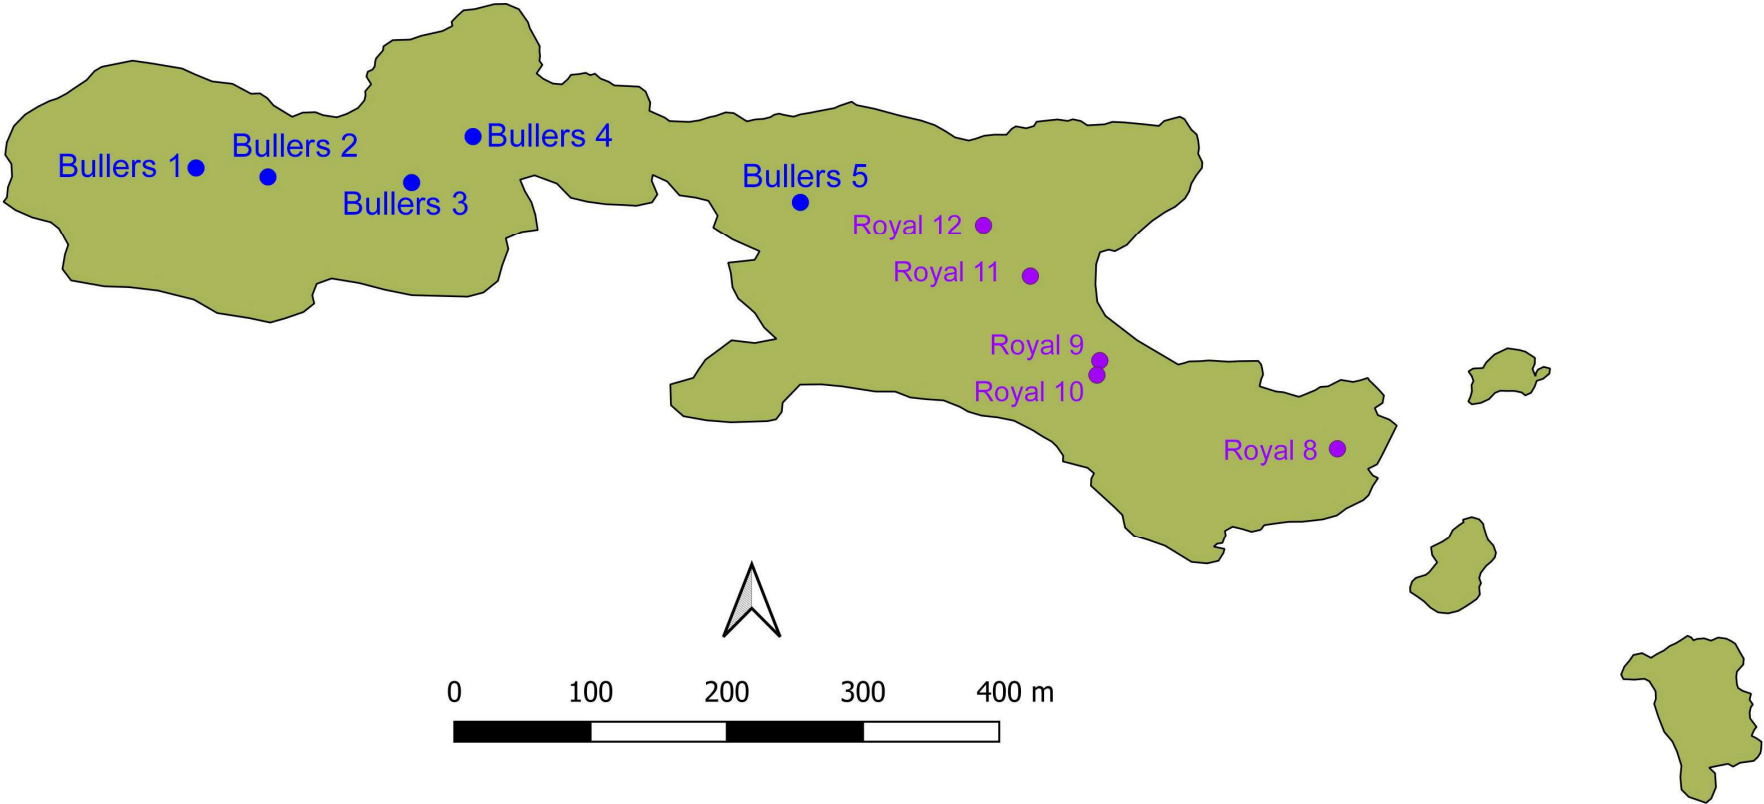 Bullers 1
Bullers 2
Bullers 3
Bullers 4
Bullers 5
Royal 12
Royal 11
Royal 9
Royal 10
Royal 8
0 100 200 300 400 m